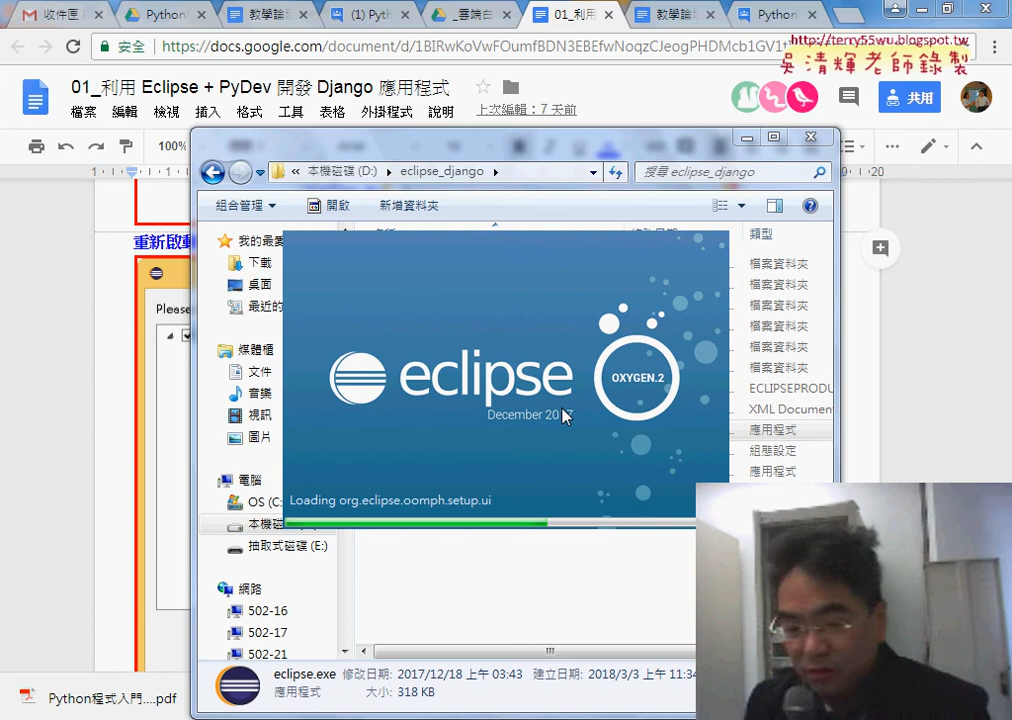 收件匣
Python
教學論壇
(1) Pyth
_雲端白
01_利用
教學論壇
Python
安全
https://docs.google.com/document/d/1BIRwKoVwFOumfBDN3EBEfwNoqzCJeogPHDMcb1GV1
http://terry55wu.blogspot.tw
吳清輝老師錄製
01_利用 Eclipse + PyDev 開發 Django 應用程式
檔案 編輯 檢視 插入 格式 工具 表格 外掛程式 說明
上次編輯：7 天前
共用
100%
本機磁碟 (D:) eclipse_django
搜尋 eclipse_django
組合管理 開啟 新增資料夾
重新啟動
Please
我的最愛
下載
桌面
最近的
媒體櫃
文件
音樂
視訊
圖片
電腦
OS (C:
本機磁
抽取式磁碟 (E:)
網路
502-16
502-17
502-21
類型
檔案資料夾
檔案資料夾
檔案資料夾
檔案資料夾
檔案資料夾
檔案資料夾
ECLIPSEPRODU
XML Documen
應用程式
組態設定
應用程式
eclipse
OXYGEN.2
December 2017
Loading org.eclipse.oomph.setup.ui
eclipse.exe 修改日期: 2017/12/18 上午 03:43 建立日期: 2018/3/3 上午 11:34
應用程式 大小: 318 KB
Python程式入門....pdf